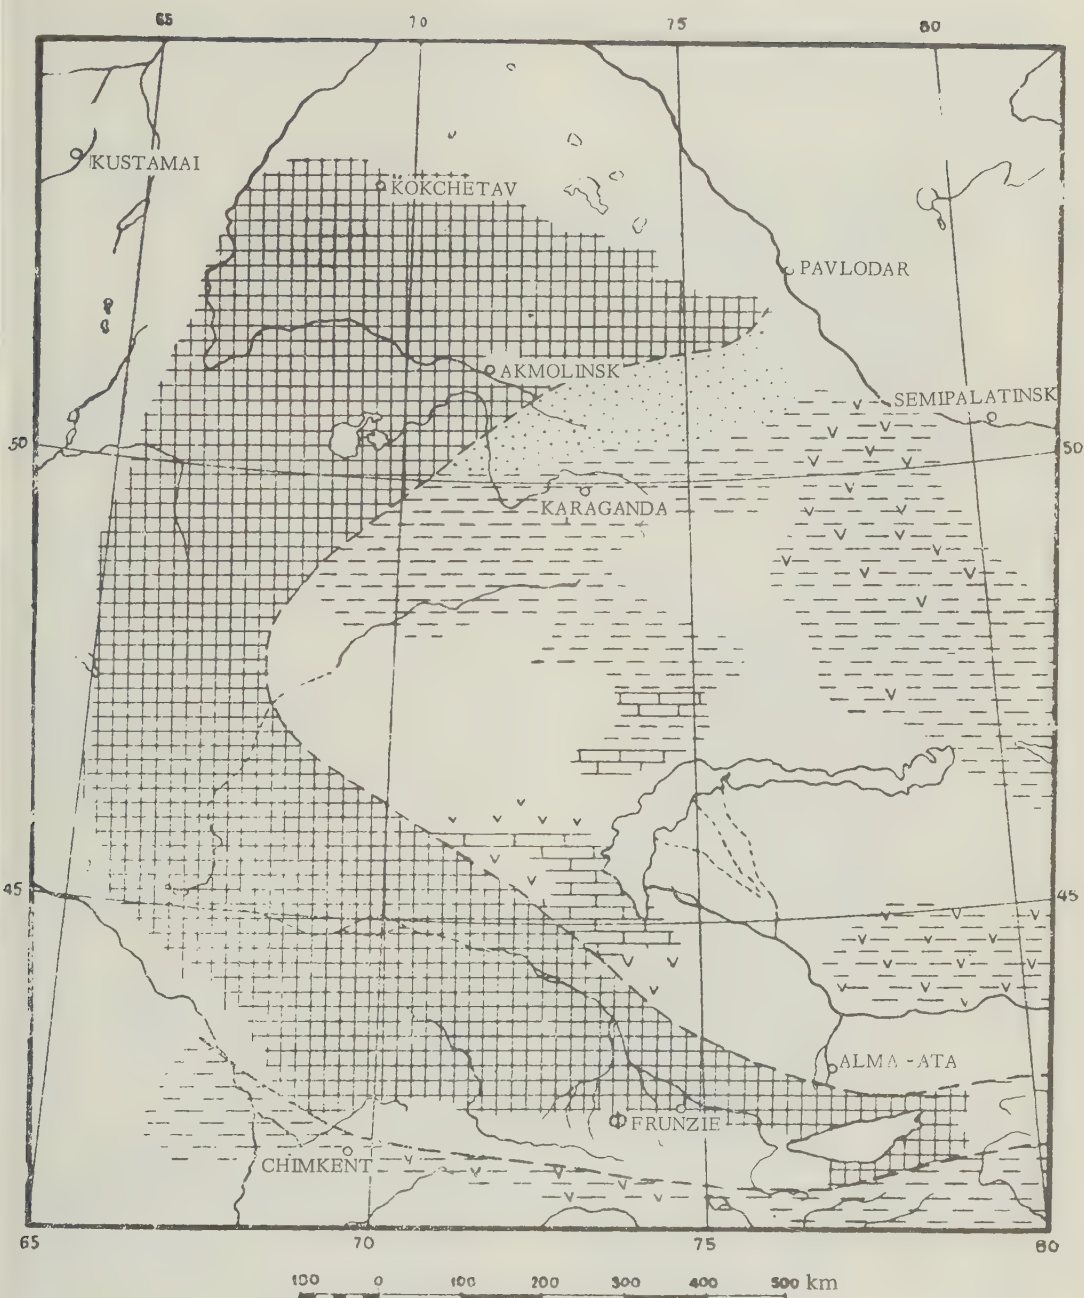 65 70 75 80
KUSTAMAI
KOKCHETAV
PAVLODAR
AKMOLINSK
SEMIPALATINSK
50 50
KARAGANDA
45 45
ALMA-ATA
FRUNZIE
CHIMKENT
65 70 75 80
100 0 100 200 300 400 500 km